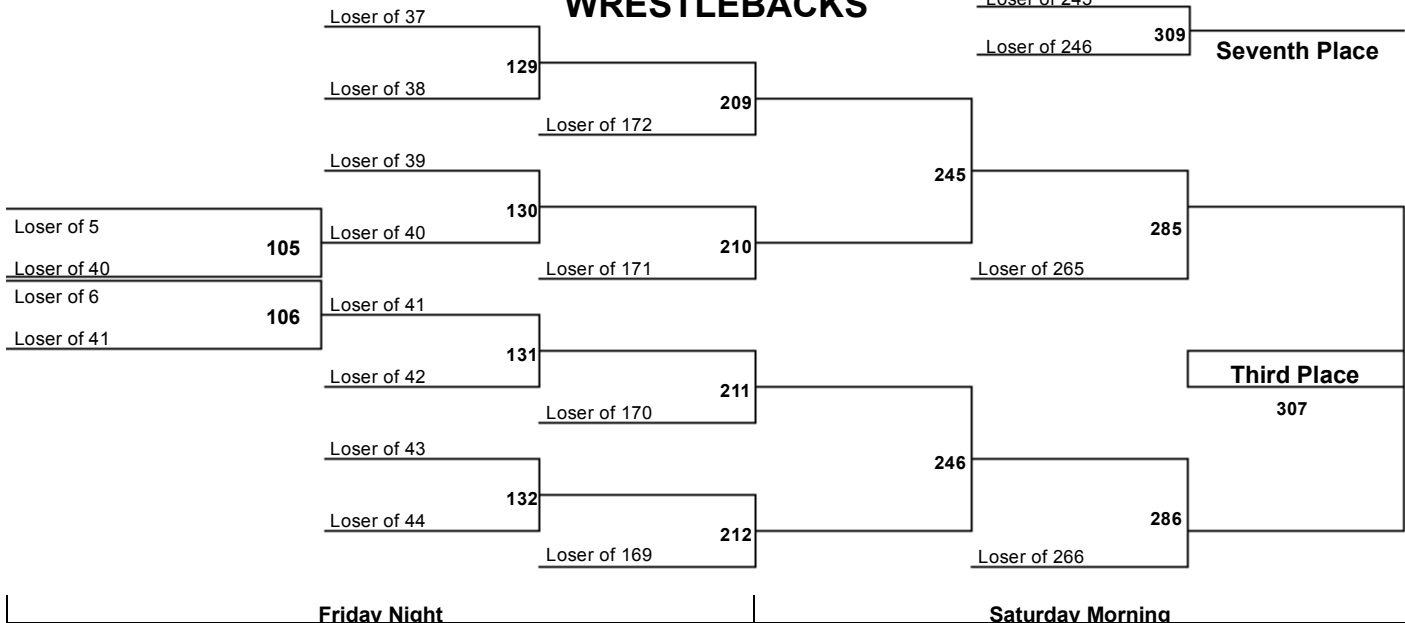 WRESTLEBACKS
Loser of 245
Loser of 37
309
Loser of 246
Seventh Place
129
Loser of 38
209
Loser of 172
Loser of 39
245
130
Loser of 5
Loser of 40
285
105
210
Loser of 40
Loser of 171
Loser of 265
Loser of 6
Loser of 41
106
Loser of 41
131
Loser of 42
Third Place
211
307
Loser of 170
Loser of 43
246
132
286
Loser of 44
212
Loser of 169
Loser of 266
Friday Night
Saturday Morning